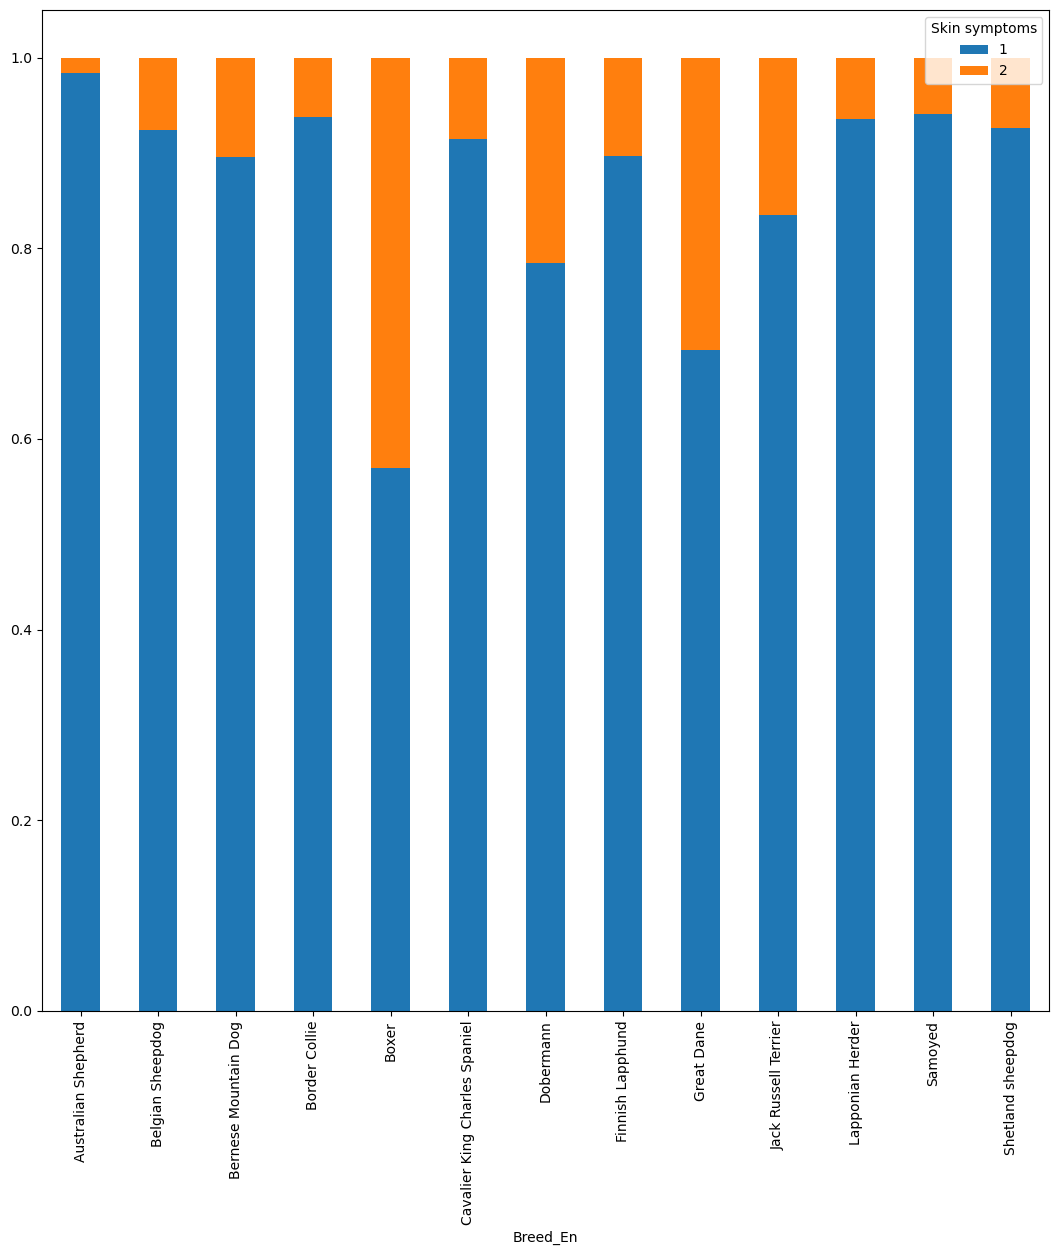 Skin symptoms
1
2
1.0
0.8
0.6
0.4
0.2
0.0
Australian Shepherd
Belgian Sheepdog
Bernese Mountain Dog
Border Collie
Boxer
Cavalier King Charles Spaniel
Dobermann
Finnish Lapphund
Great Dane
Jack Russell Terrier
Lapponian Herder
Samoyed
Shetland sheepdog
Breed_En